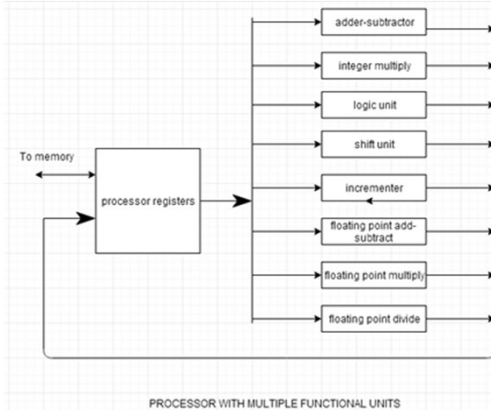 adder-subtractor
integer multiply
logic unit
shift unit
To memory
processor registers
incrementer
floating point add-
subtract
floating point multiply
floating point divide
PROCESSOR WITH MULTIPLE FUNCTIONAL UNITS